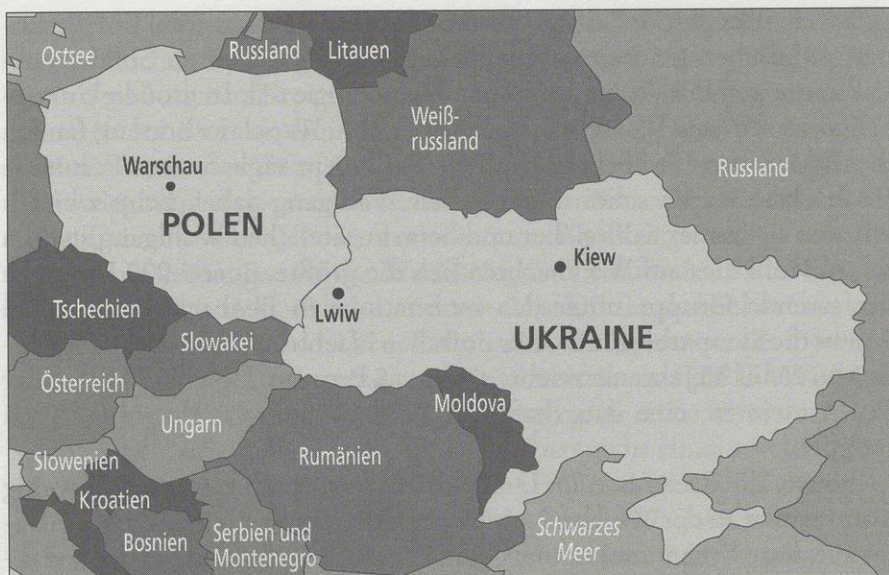 Ostsee
Russland
Litauen
Weiß-
russland
Russland
Warschau
POLEN
Kiew
Lwiw
Tschechien
Slowakei
UKRAINE
Österreich
Moldova
Ungarn
Rumänien
Slowenien
Kroatien
Bosnien
Serbien und
Montenegro
Schwarzes
Meer